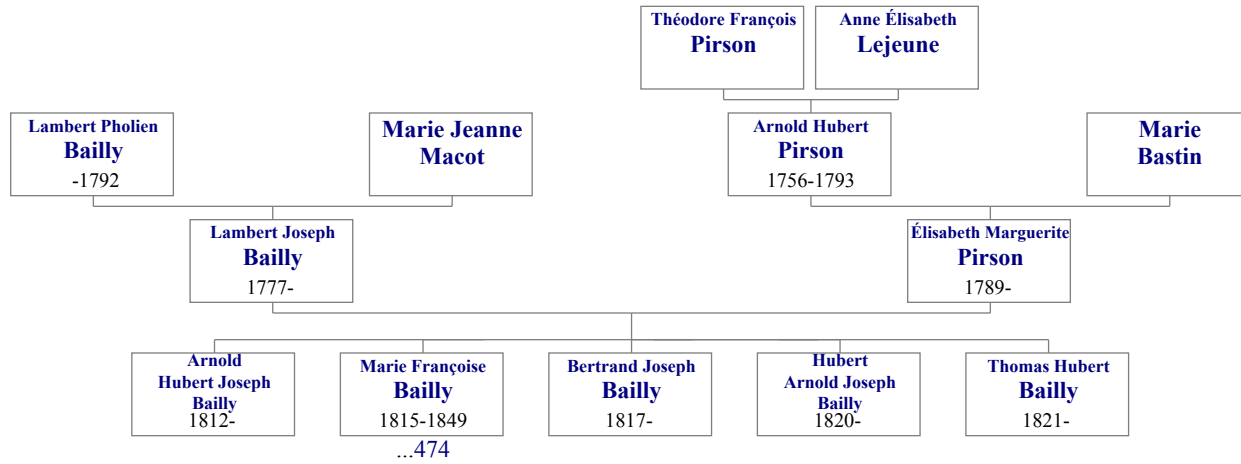 Théodore François
Pirson
Anne Élisabeth
Lejeune
Lambert Pholien
Bailly
-1792
Marie Jeanne
Macot
Arnold Hubert
Pirson
1756-1793
Marie
Bastin
Lambert Joseph
Bailly
1777-
Élisabeth Marguerite
Pirson
1789-
Arnold
Hubert Joseph
Bailly
1812-
Marie Françoise
Bailly
1815-1849
...474
Bertrand Joseph
Bailly
1817-
Hubert
Arnold Joseph
Bailly
1820-
Thomas Hubert
Bailly
1821-